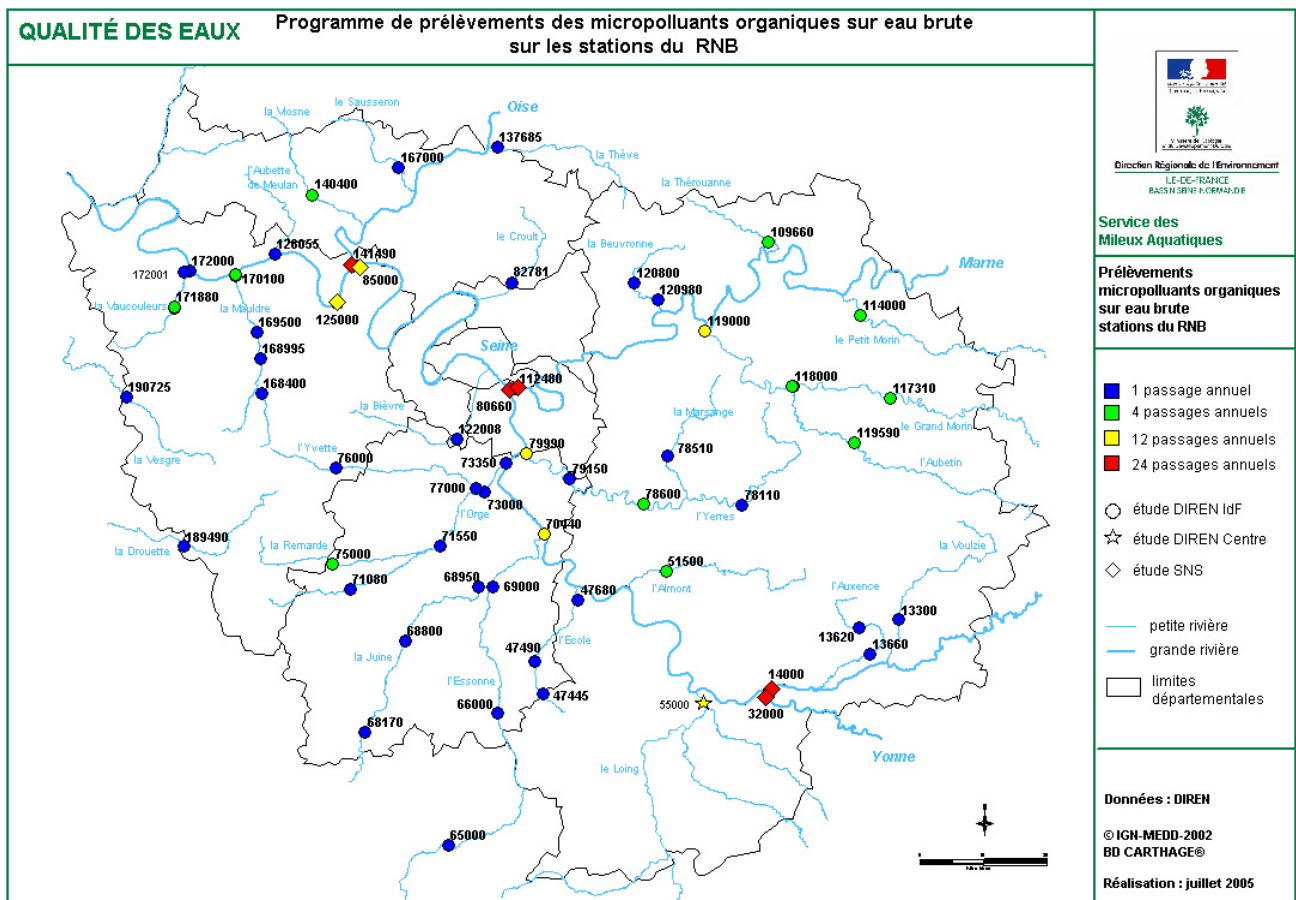 QUALITÉ DES EAUX
Programme de prélèvements des micropolluants organiques sur eau brute
sur les stations du RNB
Direction Régionale de l'Environnement
ILE-DE-FRANCE
BASSIN SEINE-NORMANDIE
Service des
Mileux Aquatiques
Prélèvements
micropolluants organiques
sur eau brute
stations du RNB
1 passage annuel
4 passages annuels
12 passages annuels
24 passages annuels
étude DIREN IdF
étude DIREN Centre
étude SNS
petite rivière
grande rivière
limites
départementales
Données : DIREN
© IGN-MEDD-2002
BD CARTHAGE®
Réalisation : juillet 2005
la Viosne
le Sausseron
Oise
137685
la Thève
167000
l'Aubette
de Meulan
140400
la Thérouanne
109660
le Croult
la Beuvronne
Marne
126055
141490
172000
172001
170100
85000
82781
120800
120980
171880
la Vaucouleurs
la Mauldre
125000
114000
119000
169500
le Petit Morin
Seine
168995
168400
190725
112480
80660
118000
117310
la Bièvre
la Marsange
le Grand Morin
122008
119590
l'Yvette
la Vesgre
79990
76000
73350
79150
78510
l'Aubetin
77000
73000
78600
78110
l'Orge
l'Yerres
70440
189490
la Drouette
la Remarde
71550
75000
la Voulzie
51500
71080
68950
69000
l'Almont
47680
l'Auxence
13300
13620
68800
l'Ecole
13660
la Juine
47490
l'Essonne
14000
47445
66000
55000
32000
68170
Yonne
le Loing
65000